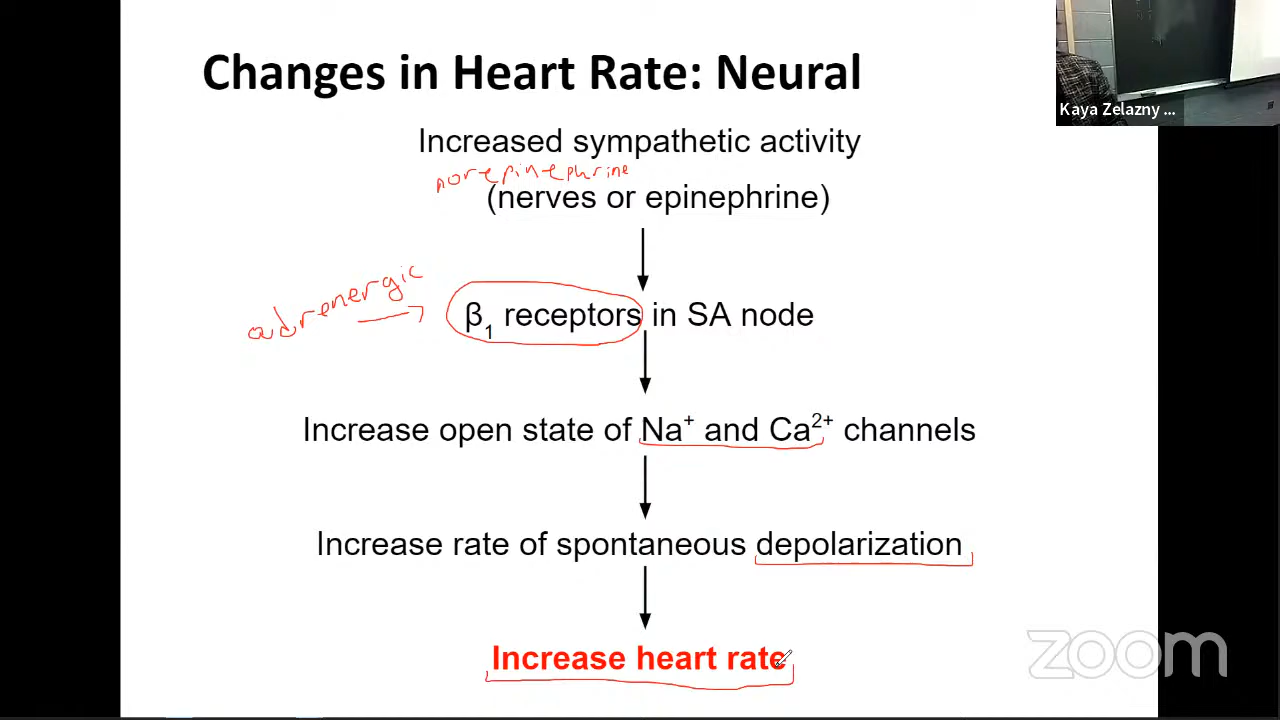 Changes in Heart Rate: Neural
Kaya Zelazny ...
Increased sympathetic activity
norepinephrine
(nerves or epinephrine)
adrenergic
β₁ receptors in SA node
Increase open state of Na⁺ and Ca²⁺ channels
Increase rate of spontaneous depolarization
Increase heart rate
zoom